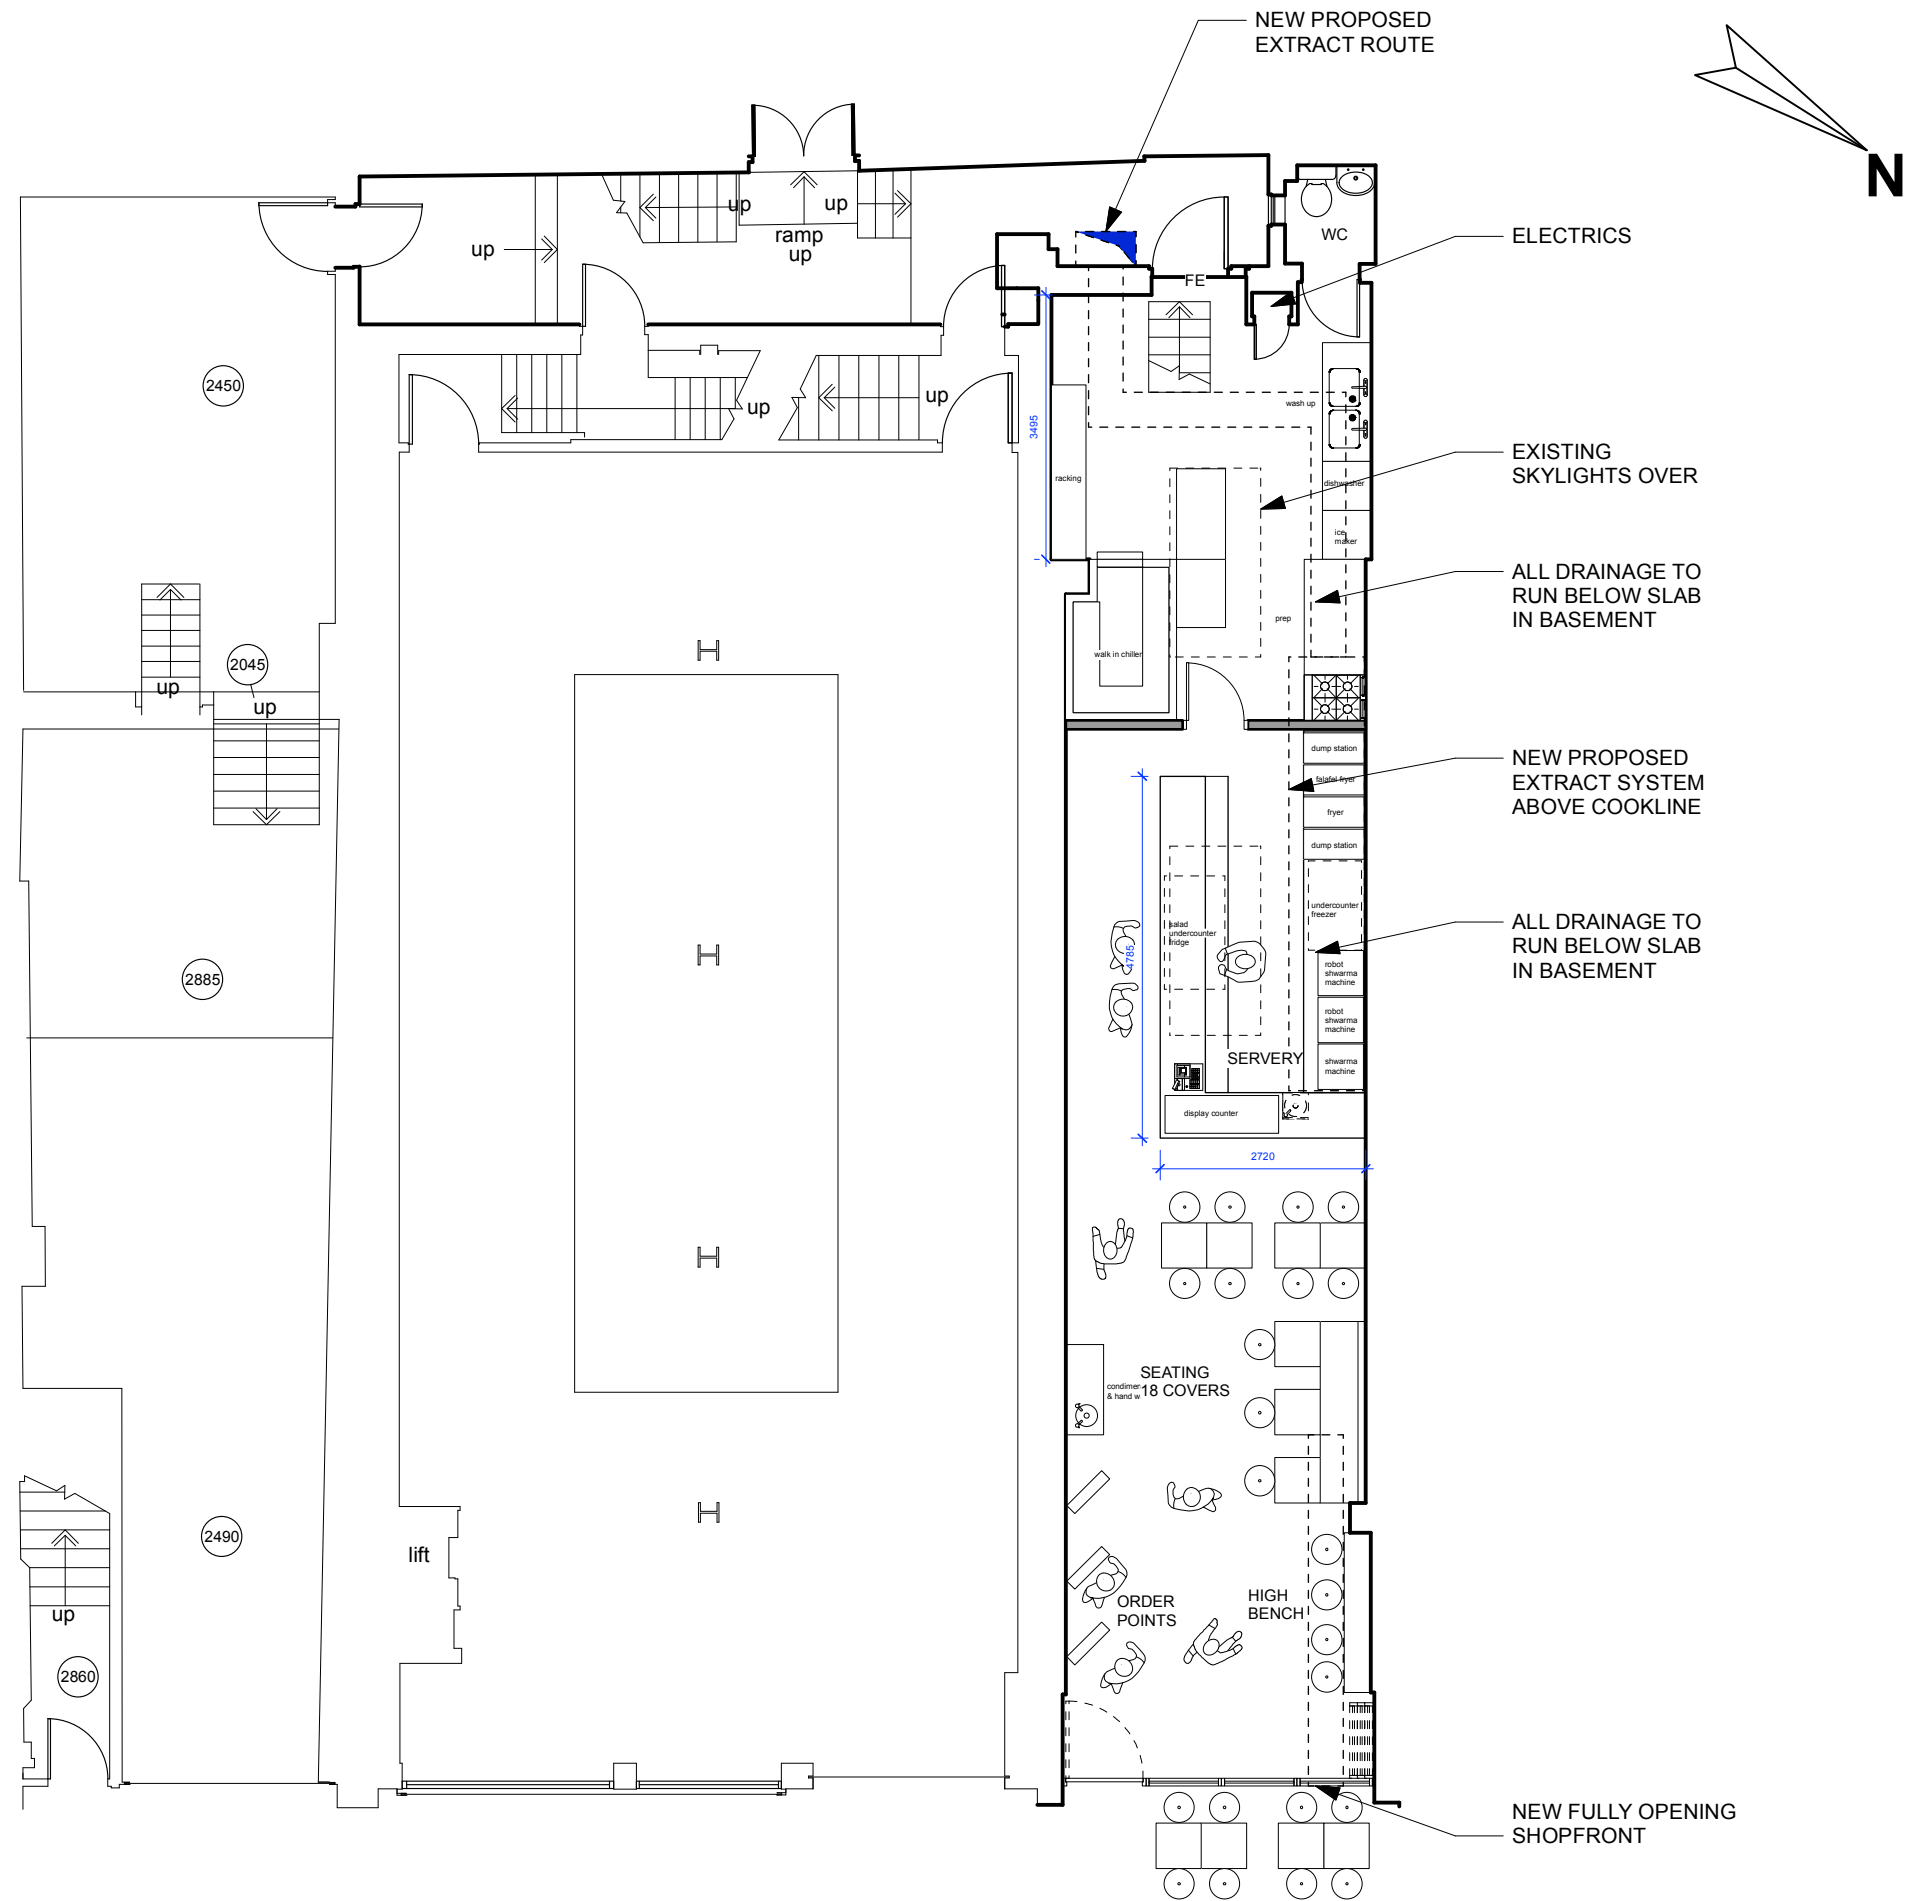 NEW PROPOSED
EXTRACT ROUTE
N
up
up
up
ramp
up
WC
ELECTRICS
FE
2450
up
up
3495
wash up
EXISTING
SKYLIGHTS OVER
racking
dishwasher
ice
maker
ALL DRAINAGE TO
RUN BELOW SLAB
IN BASEMENT
prep
2045
up
up
walk in chiller
dump station
NEW PROPOSED
EXTRACT SYSTEM
ABOVE COOKLINE
falafel fryer
fryer
dump station
undercounter
freezer
ALL DRAINAGE TO
RUN BELOW SLAB
IN BASEMENT
salad
undercounter
fridge
4785
2885
robot
shwarma
machine
robot
shwarma
machine
SERVERY
shwarma
machine
display counter
2720
SEATING
18 COVERS
condimen
& hand w
2490
lift
up
ORDER
POINTS
HIGH
BENCH
2860
NEW FULLY OPENING
SHOPFRONT